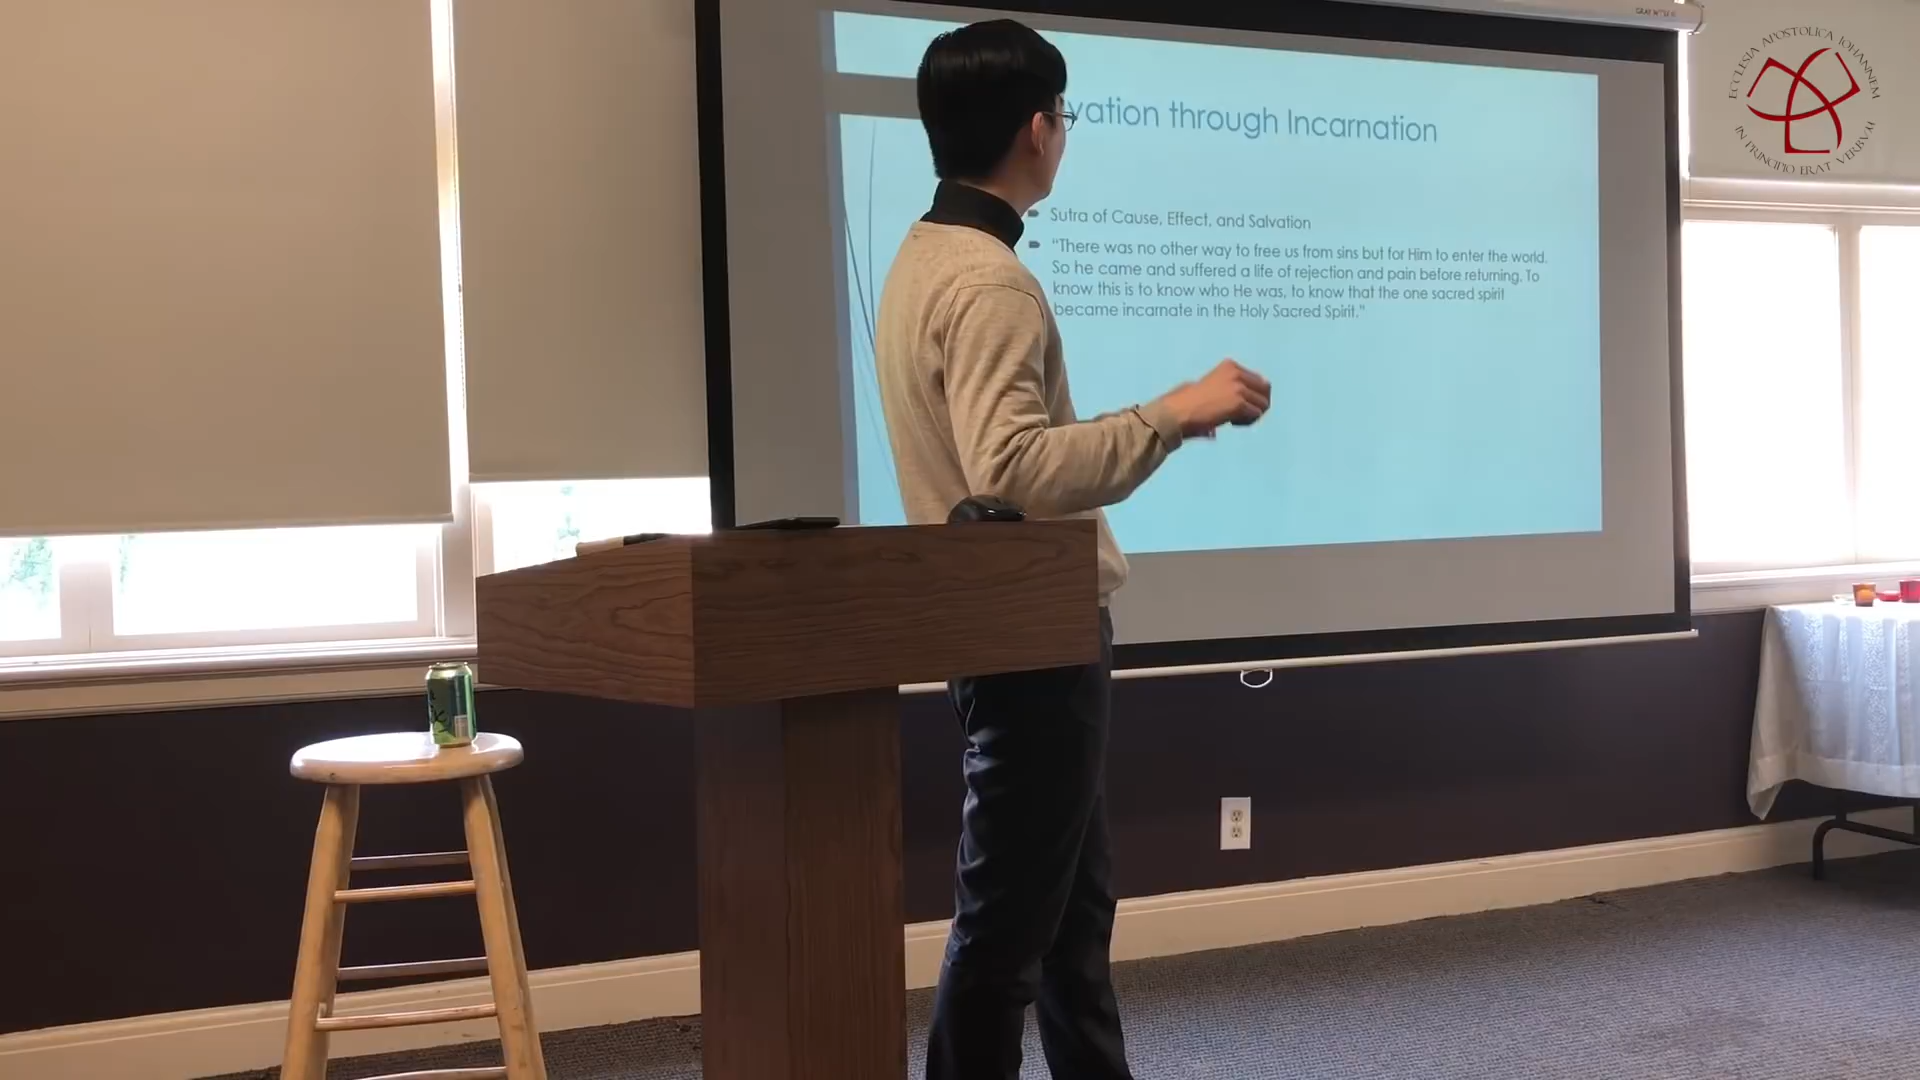 vation through Incarnation
Sutra of Cause, Effect, and Salvation
"There was no other way to free us from sins but for Him to enter the world.
So he came and suffered a life of rejection and pain before returning. To
know this is to know who He was, to know that the one sacred spirit
became incarnate in the Holy Sacred Spirit."
ECCLESIA APOSTOLICA IOHANNEM
IN PRINCIPIO ERAT VERBVM